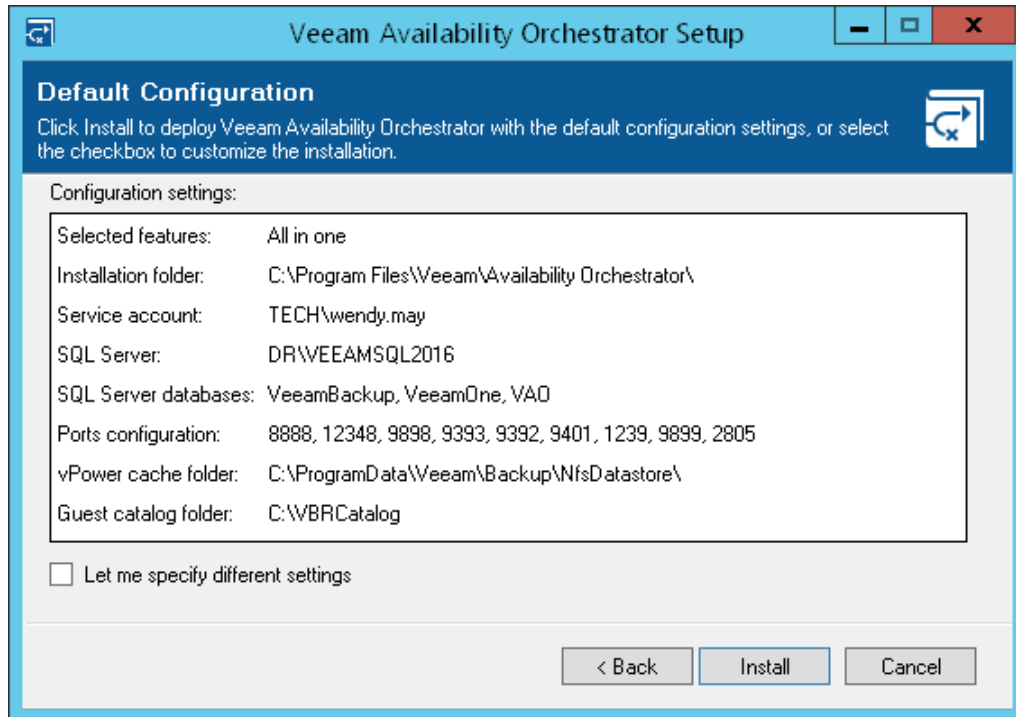 Veeam Availability Orchestrator Setup
Default Configuration
Click Install to deploy Veeam Availability Orchestrator with the default configuration settings, or select
the checkbox to customize the installation.
Configuration settings:
Selected features: All in one
Installation folder: C:\Program Files\Veeam\Availability Orchestrator\
Service account: TECH\wendy.may
SQL Server: DR\VEEAMSQL2016
SQL Server databases: VeeamBackup, VeeamOne, VAO
Ports configuration: 8888, 12348, 9898, 9393, 9392, 9401, 1239, 9899, 2805
vPower cache folder: C:\ProgramData\Veeam\Backup\NfsDatastore\
Guest catalog folder: C:\VBRCatalog
Let me specify different settings
< Back Install Cancel